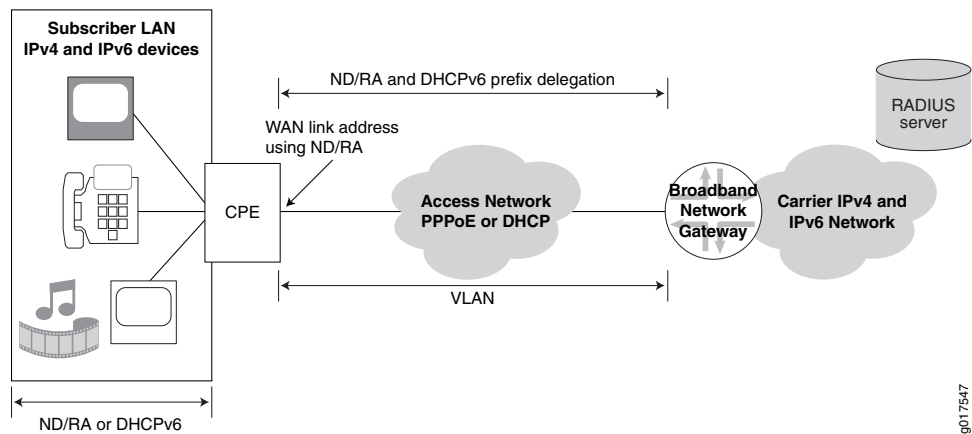 Subscriber LAN
IPv4 and IPv6 devices
ND/RA and DHCPv6 prefix delegation
RADIUS
server
WAN link address
using ND/RA
CPE
Access Network
PPPoE or DHCP
Broadband
Network
Gateway
Carrier IPv4 and
IPv6 Network
VLAN
ND/RA or DHCPv6
g017547